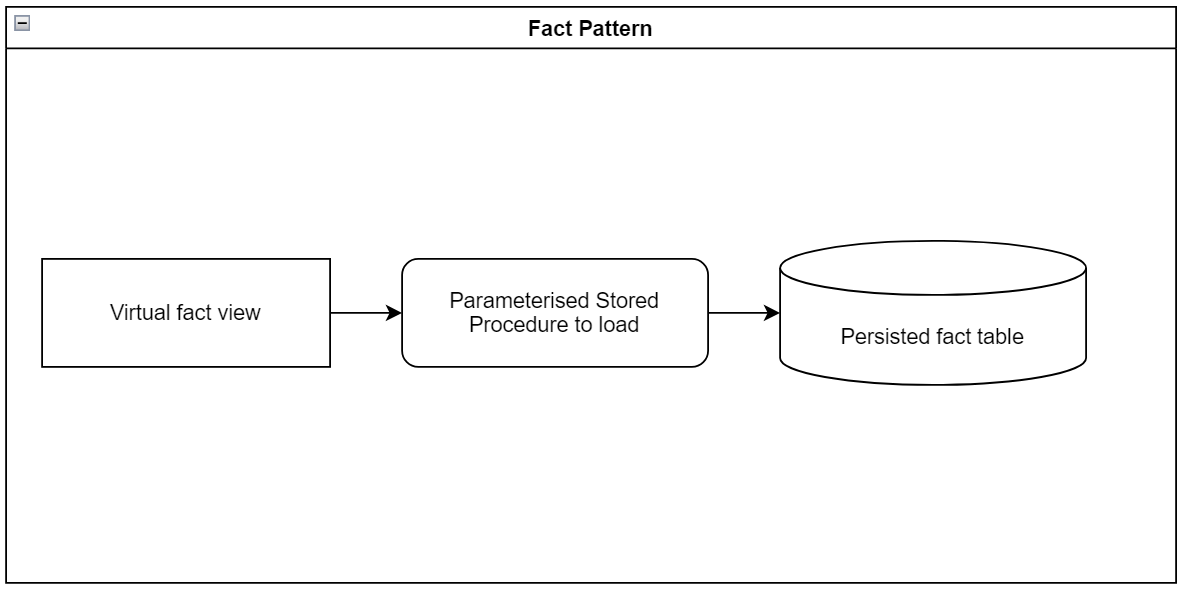 Fact Pattern
Virtual fact view
Parameterised Stored
Procedure to load
Persisted fact table